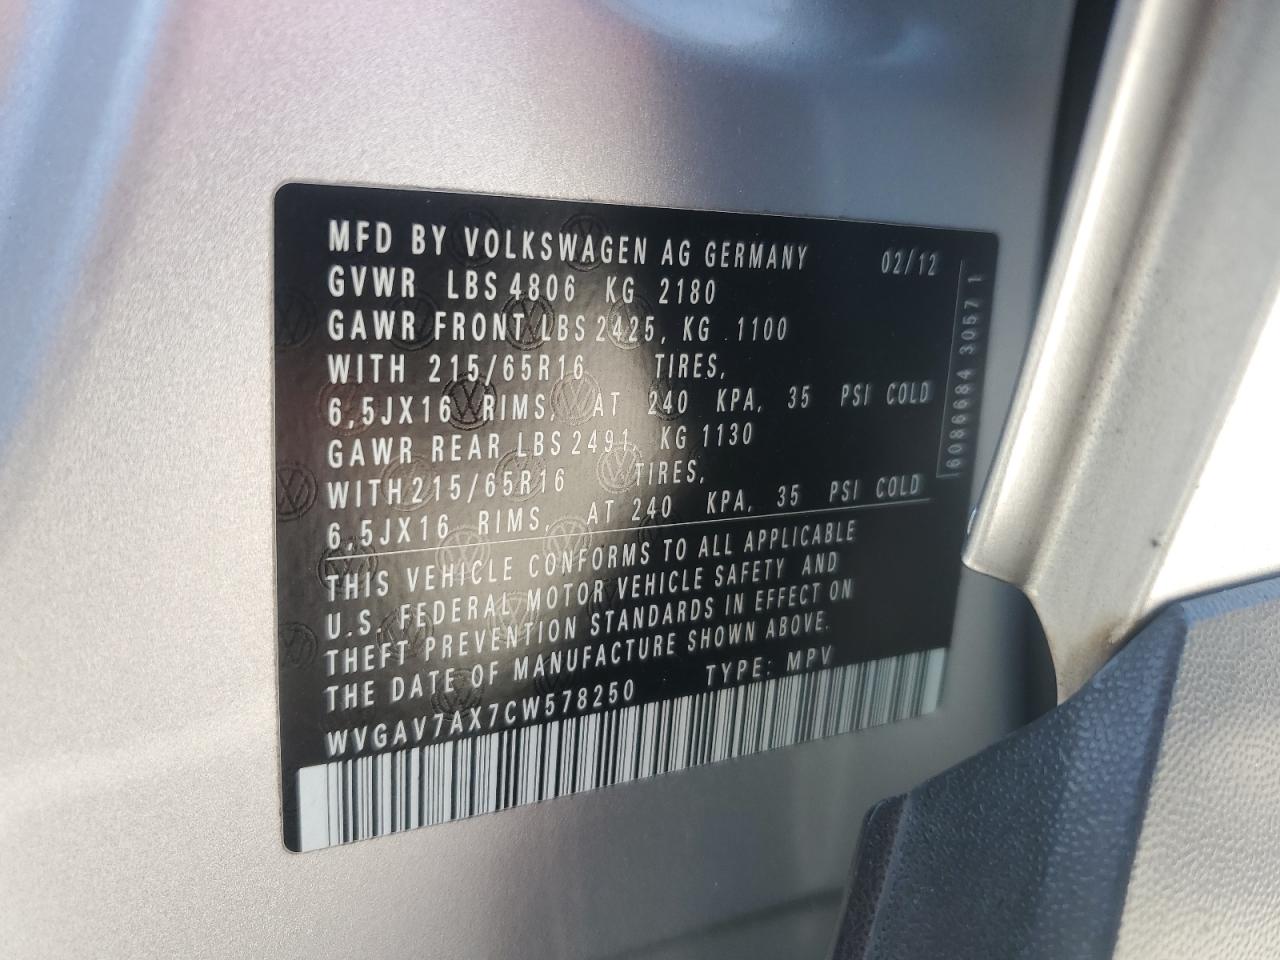 MFD BY VOLKSWAGEN AG GERMANY 02/12
GVWR LBS 4806 KG 2180
GAWR FRONT LBS 2425, KG 1100
WITH 215/65R16 TIRES,
6,5JX16 RIMS, AT 240 KPA, 35 PSI COLD
GAWR REAR LBS 2491, KG 1130
WITH 215/65R16 TIRES,
6,5JX16 RIMS, AT 240 KPA, 35 PSI COLD
THIS VEHICLE CONFORMS TO ALL APPLICABLE
U.S. FEDERAL MOTOR VEHICLE SAFETY AND
THEFT PREVENTION STANDARDS IN EFFECT ON
THE DATE OF MANUFACTURE SHOWN ABOVE.
WVGAV7AX7CW578250 TYPE: MPV
6086684 30571